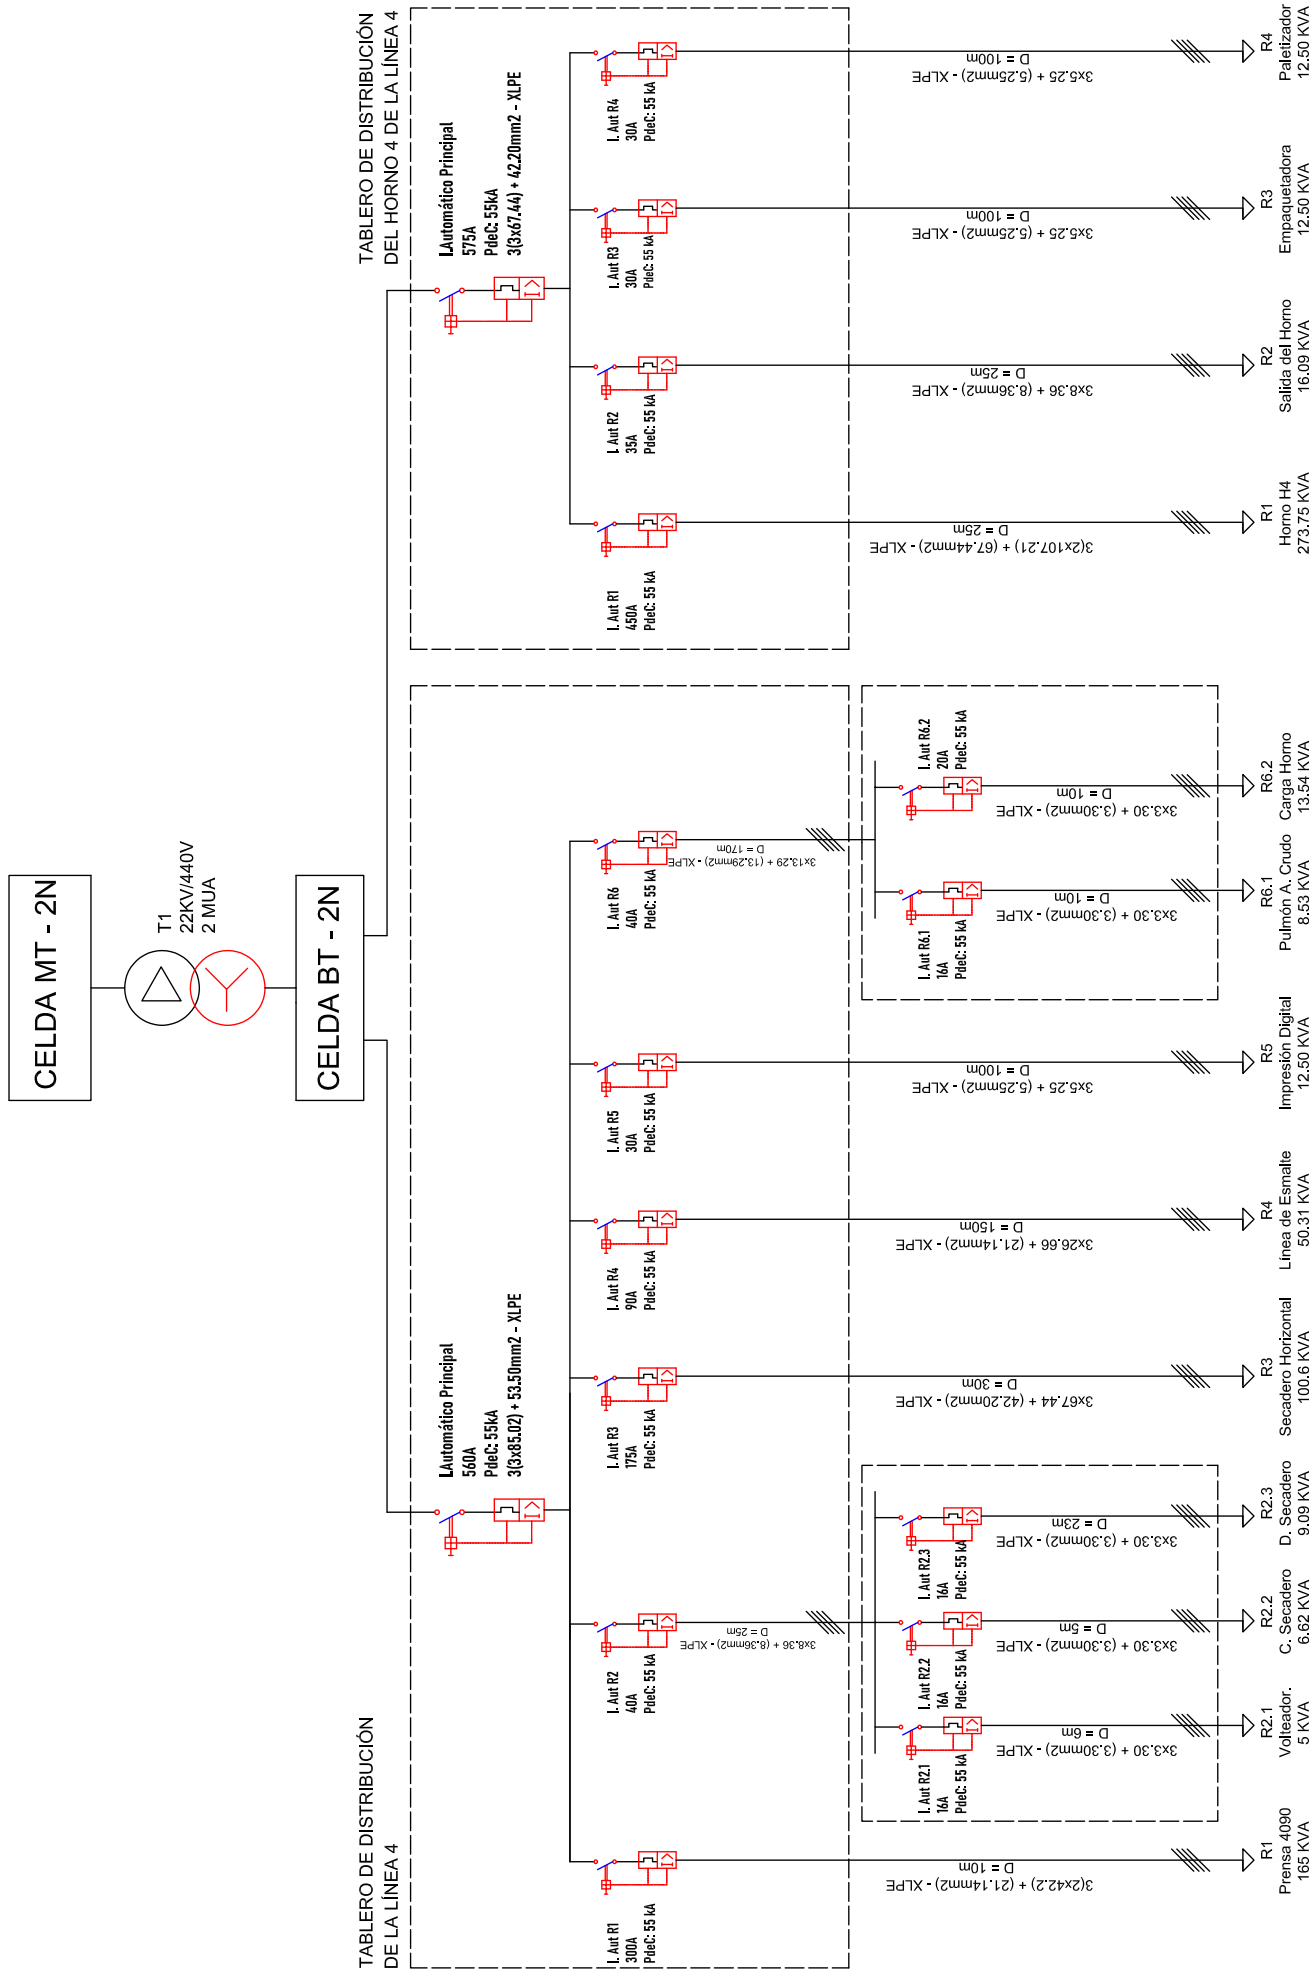 CELDA MT - 2N
T1
22KV/440V
2 MUA
CELDA BT - 2N
TABLERO DE DISTRIBUCIÓN
DE LA LÍNEA 4
I.Automático Principal
560A
PdeC: 55kA
3(3x85.02) + 53.50mm2 - XLPE
I. Aut R1
300A
PdeC: 55 kA
3(2x42.2) + (21.14mm2) - XLPE
D = 10m
R1
Prensa 4090
165 KVA
I. Aut R2
40A
PdeC: 55 kA
3x8.36 + (8.36mm2) - XLPE
D = 25m
I. Aut R2.1
16A
PdeC: 55 kA
3x3.30 + (3.30mm2) - XLPE
D = 6m
R2.1
Volteador.
5 KVA
I. Aut R2.2
16A
PdeC: 55 kA
3x3.30 + (3.30mm2) - XLPE
D = 5m
R2.2
C. Secadero
6.62 KVA
I. Aut R2.3
16A
PdeC: 55 kA
3x3.30 + (3.30mm2) - XLPE
D = 23m
R2.3
D. Secadero
9.09 KVA
I. Aut R3
175A
PdeC: 55 kA
3x67.44 + (42.20mm2) - XLPE
D = 30m
R3
Secadero Horizontal
100.8 KVA
I. Aut R4
90A
PdeC: 55 kA
3x26.66 + (21.14mm2) - XLPE
D = 150m
R4
Línea de Esmalte
50.31 KVA
I. Aut R5
30A
PdeC: 55 kA
3x5.25 + (5.25mm2) - XLPE
D = 100m
R5
Impresión Digital
12.50 KVA
I. Aut R6
40A
PdeC: 55 kA
3x13.29 + (13.29mm2) - XLPE
D = 170m
I. Aut R6.1
16A
PdeC: 55 kA
3x3.30 + (3.30mm2) - XLPE
D = 10m
R6.1
Pulmón A. Crudo
8.53 KVA
I. Aut R6.2
20A
PdeC: 55 kA
3x3.30 + (3.30mm2) - XLPE
D = 10m
R6.2
Carga Horno
13.54 KVA
TABLERO DE DISTRIBUCIÓN
DEL HORNO 4 DE LA LÍNEA 4
I.Automático Principal
575A
PdeC: 55kA
3(3x67.44) + 42.20mm2 - XLPE
I. Aut R1
450A
PdeC: 55 kA
3(2x107.21) + (67.44mm2) - XLPE
D = 25m
R1
Horno H4
273.75 KVA
I. Aut R2
35A
PdeC: 55 kA
3x8.36 + (8.36mm2) - XLPE
D = 25m
R2
Salida del Horno
16.09 KVA
I. Aut R3
30A
PdeC: 55 kA
3x5.25 + (5.25mm2) - XLPE
D = 100m
R3
Empaquetadora
12.50 KVA
I. Aut R4
30A
PdeC: 55 kA
3x5.25 + (5.25mm2) - XLPE
D = 100m
R4
Paletizador
12.50 KVA